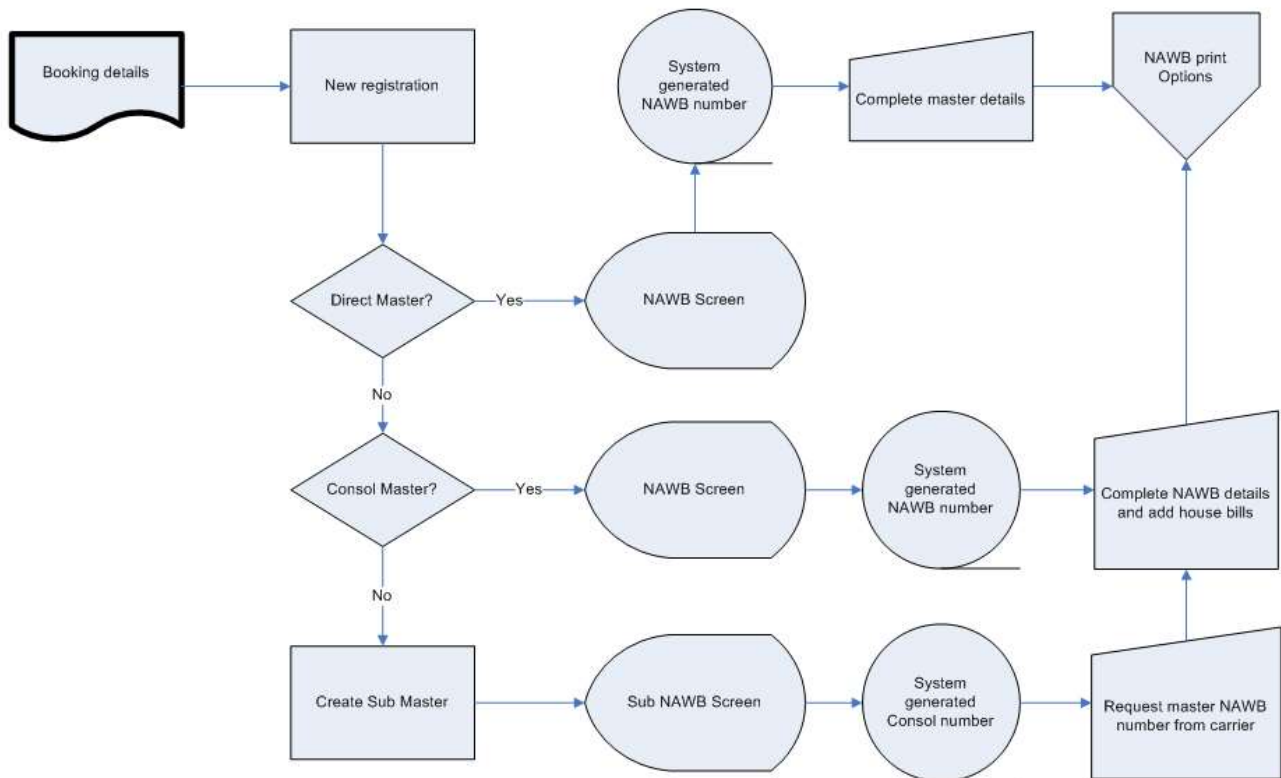 Booking details
New registration
System
generated
NAWB number
Complete master details
NAWB print
Options
Direct Master?
Yes
NAWB Screen
No
Consol Master?
Yes
NAWB Screen
System
generated
NAWB number
Complete NAWB details
and add house bills
No
Create Sub Master
Sub NAWB Screen
System
generated
Consol number
Request master NAWB
number from carrier